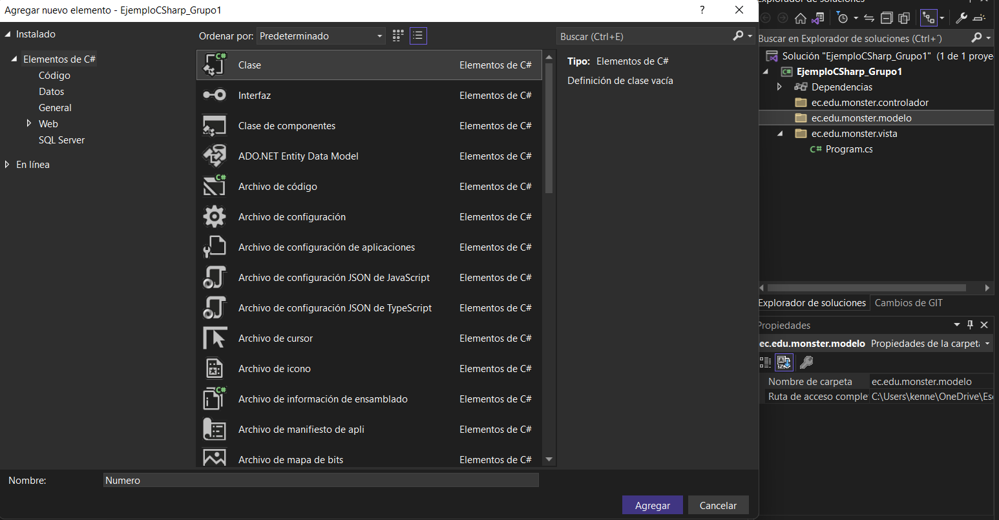 Agregar nuevo elemento - EjemploCSharp_Grupo1
?
Instalado
Elementos de C#
Código
Datos
General
Web
SQL Server
En línea
Ordenar por: Predeterminado
Clase Elementos de C#
Interfaz Elementos de C#
Clase de componentes Elementos de C#
ADO.NET Entity Data Model Elementos de C#
Archivo de código Elementos de C#
Archivo de configuración Elementos de C#
Archivo de configuración de aplicaciones Elementos de C#
Archivo de configuración JSON de JavaScript Elementos de C#
Archivo de configuración JSON de TypeScript Elementos de C#
Archivo de cursor Elementos de C#
Archivo de icono Elementos de C#
Archivo de información de ensamblado Elementos de C#
Archivo de manifiesto de apli Elementos de C#
Archivo de mapa de bits Elementos de C#
Buscar (Ctrl+E)
Tipo: Elementos de C#
Definición de clase vacía
Nombre: Numero
Agregar Cancelar
Explorador de soluciones
Buscar en Explorador de soluciones (Ctrl+´)
Solución "EjemploCSharp_Grupo1" (1 de 1 proye
C# EjemploCSharp_Grupo1
Dependencias
ec.edu.monster.controlador
ec.edu.monster.modelo
ec.edu.monster.vista
C# Program.cs
Explorador de soluciones Cambios de GIT
Propiedades
ec.edu.monster.modelo Propiedades de la carpeta
Nombre de carpeta ec.edu.monster.modelo
Ruta de acceso comple C:\Users\kenne\OneDrive\Esc